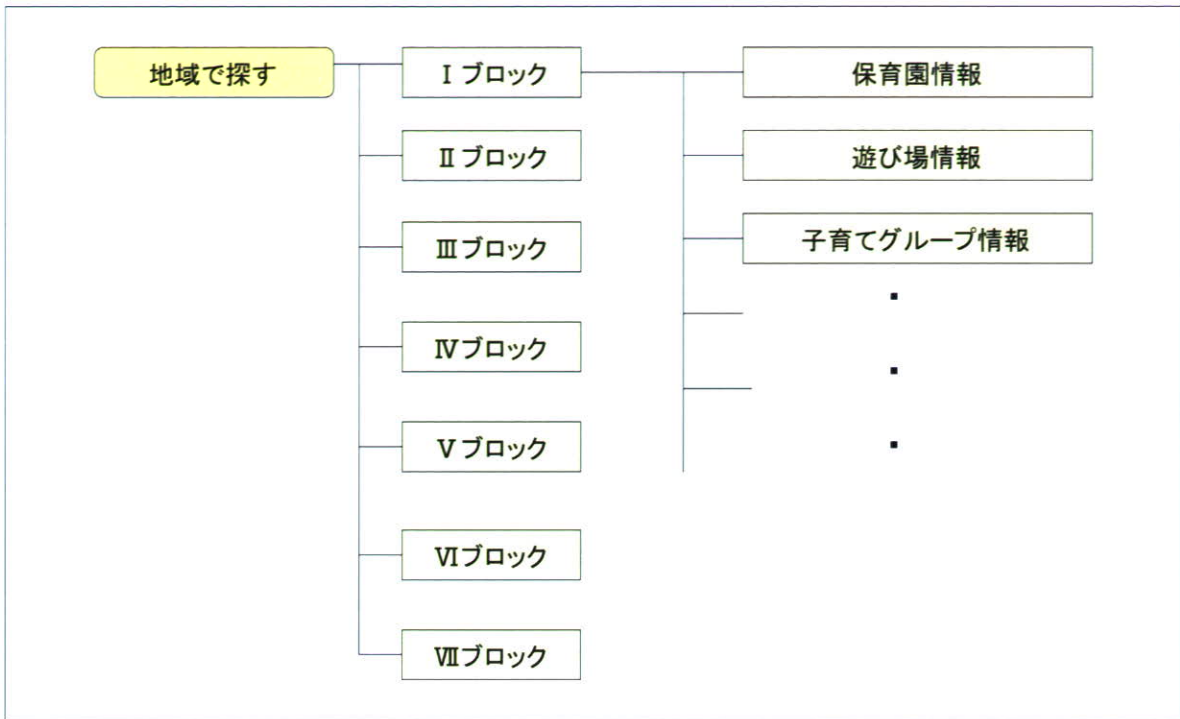 地域で探す
Ⅰブロック
保育園情報
Ⅱブロック
遊び場情報
Ⅲブロック
子育てグループ情報
Ⅳブロック
Ⅴブロック
Ⅵブロック
Ⅶブロック